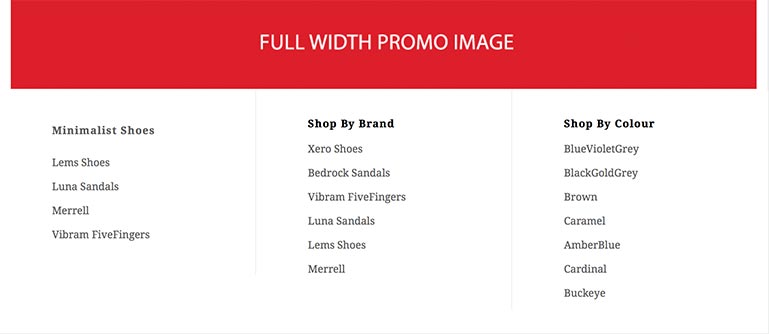 FULL WIDTH PROMO IMAGE
Minimalist Shoes
Lems Shoes
Luna Sandals
Merrell
Vibram FiveFingers
Shop By Brand
Xero Shoes
Bedrock Sandals
Vibram FiveFingers
Luna Sandals
Lems Shoes
Merrell
Shop By Colour
BlueVioletGrey
BlackGoldGrey
Brown
Caramel
AmberBlue
Cardinal
Buckeye